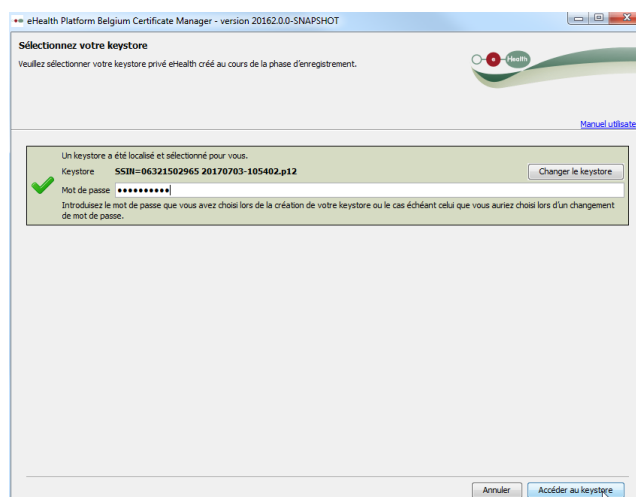 eHealth Platform Belgium Certificate Manager - version 20162.0.0-SNAPSHOT
Sélectionnez votre keystore
Veuillez sélectionner votre keystore privé eHealth créé au cours de la phase d'enregistrement.
e Health
Manuel utilisate
Un keystore a été localisé et sélectionné pour vous.
Keystore SSIN=06321502965 20170703-105402.p12 Changer le keystore
Mot de passe ••••••••••
Introduisez le mot de passe que vous avez choisi lors de la création de votre keystore ou le cas échéant celui que vous auriez choisi lors d'un changement
de mot de passe.
Annuler Accéder au keystore